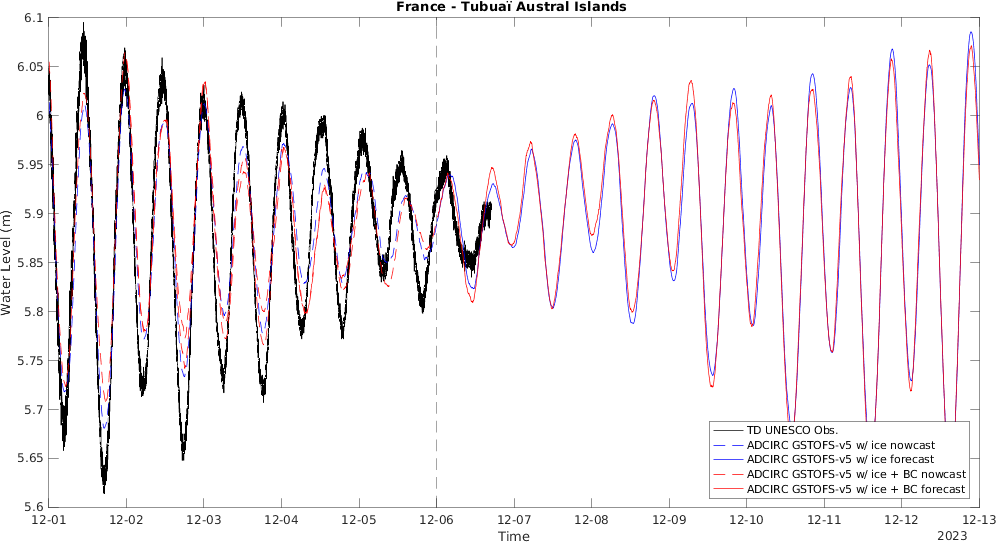 France - Tubuaï Austral Islands
6.1
6.05
6
5.95
5.9
5.85
5.8
5.75
5.7
5.65
5.6
Water Level (m)
TD UNESCO Obs.
ADCIRC GSTOFS-v5 w/ ice nowcast
ADCIRC GSTOFS-v5 w/ ice forecast
ADCIRC GSTOFS-v5 w/ ice + BC nowcast
ADCIRC GSTOFS-v5 w/ ice + BC forecast
12-01 12-02 12-03 12-04 12-05 12-06 12-07 12-08 12-09 12-10 12-11 12-12 12-13
Time
2023